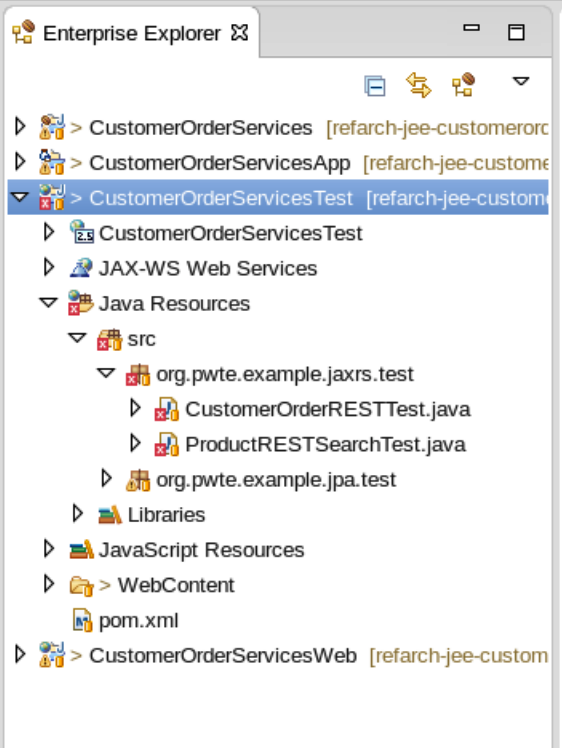 Enterprise Explorer
> CustomerOrderServices [refarch-jee-customerorc
> CustomerOrderServicesApp [refarch-jee-custome
> CustomerOrderServicesTest [refarch-jee-custome
2.5 CustomerOrderServicesTest
JAX-WS Web Services
Java Resources
src
org.pwte.example.jaxrs.test
CustomerOrderRESTTest.java
ProductRESTSearchTest.java
org.pwte.example.jpa.test
Libraries
JavaScript Resources
> WebContent
pom.xml
> CustomerOrderServicesWeb [refarch-jee-custom